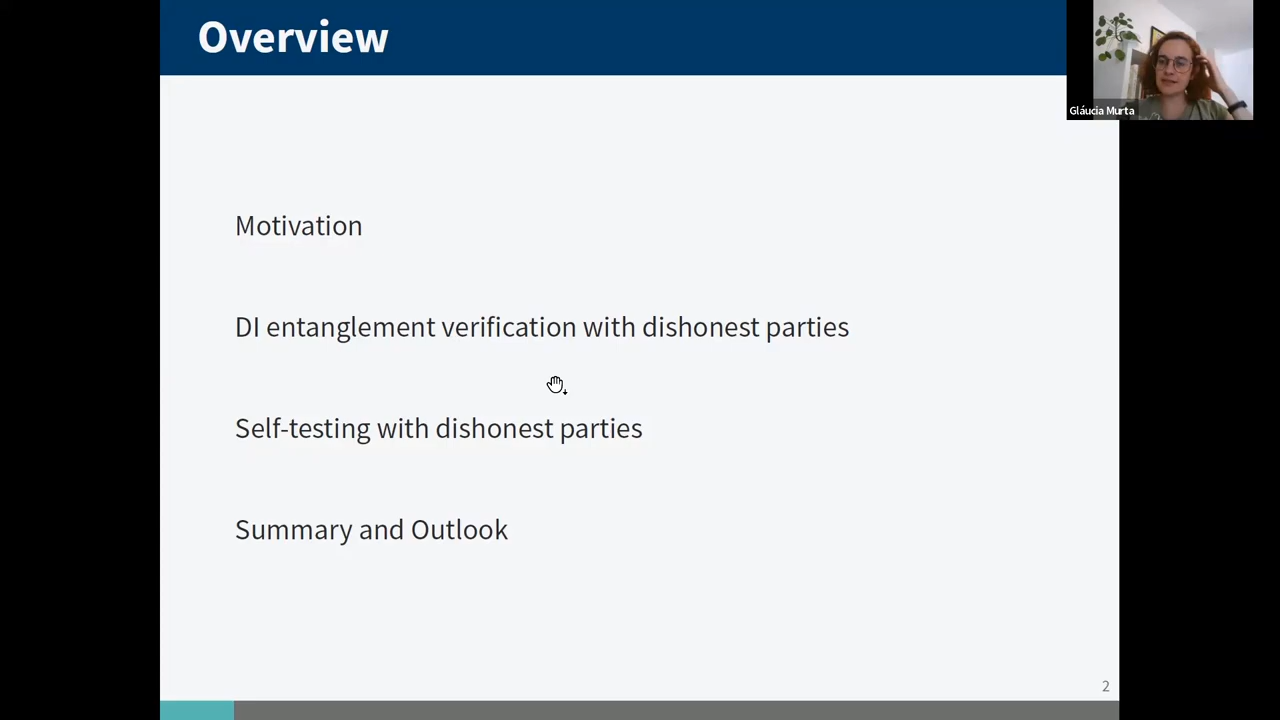 Overview
Gláucia Murta
Motivation
DI entanglement verification with dishonest parties
Self-testing with dishonest parties
Summary and Outlook
2